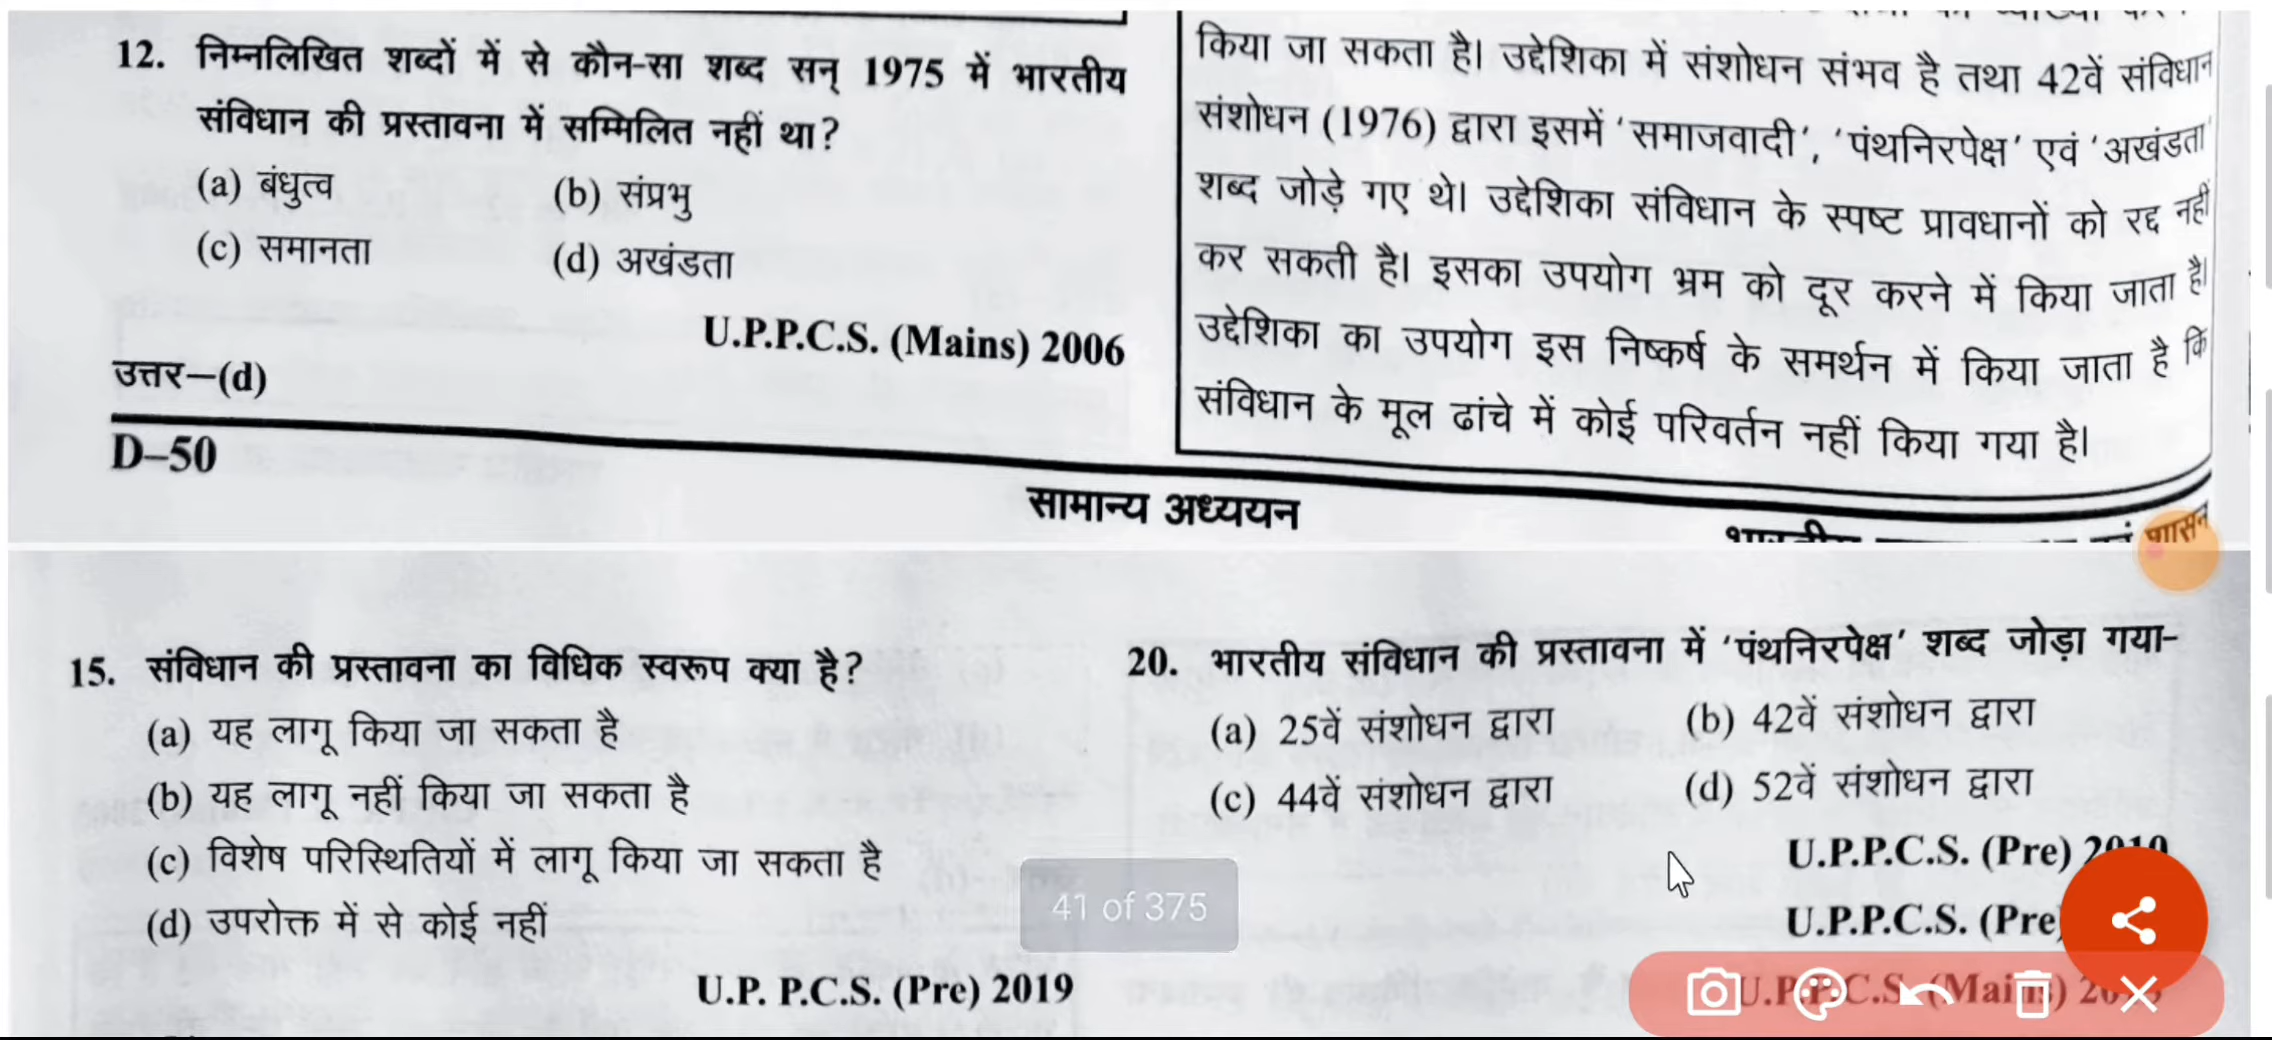 12. निम्नलिखित शब्दों में से कौन-सा शब्द सन् 1975 में भारतीय
संविधान की प्रस्तावना में सम्मिलित नहीं था?
(a) बंधुत्व (b) संप्रभु
(c) समानता (d) अखंडता
U.P.P.C.S. (Mains) 2006
उत्तर—(d)
D–50
किया जा सकता है। उद्देशिका में संशोधन संभव है तथा 42वें संविधान
संशोधन (1976) द्वारा इसमें ‘समाजवादी’, ‘पंथनिरपेक्ष’ एवं ‘अखंडता’
शब्द जोड़े गए थे। उद्देशिका संविधान के स्पष्ट प्रावधानों को रद्द नहीं
कर सकती है। इसका उपयोग भ्रम को दूर करने में किया जाता है।
उद्देशिका का उपयोग इस निष्कर्ष के समर्थन में किया जाता है कि
संविधान के मूल ढांचे में कोई परिवर्तन नहीं किया गया है।
सामान्य अध्ययन
15. संविधान की प्रस्तावना का विधिक स्वरूप क्या है?
(a) यह लागू किया जा सकता है
(b) यह लागू नहीं किया जा सकता है
(c) विशेष परिस्थितियों में लागू किया जा सकता है
(d) उपरोक्त में से कोई नहीं
U.P. P.C.S. (Pre) 2019
20. भारतीय संविधान की प्रस्तावना में ‘पंथनिरपेक्ष’ शब्द जोड़ा गया–
(a) 25वें संशोधन द्वारा (b) 42वें संशोधन द्वारा
(c) 44वें संशोधन द्वारा (d) 52वें संशोधन द्वारा
U.P.P.C.S. (Pre) 2010
U.P.P.C.S. (Pre)
U.P.P.C.S. (Mains)
41 of 375